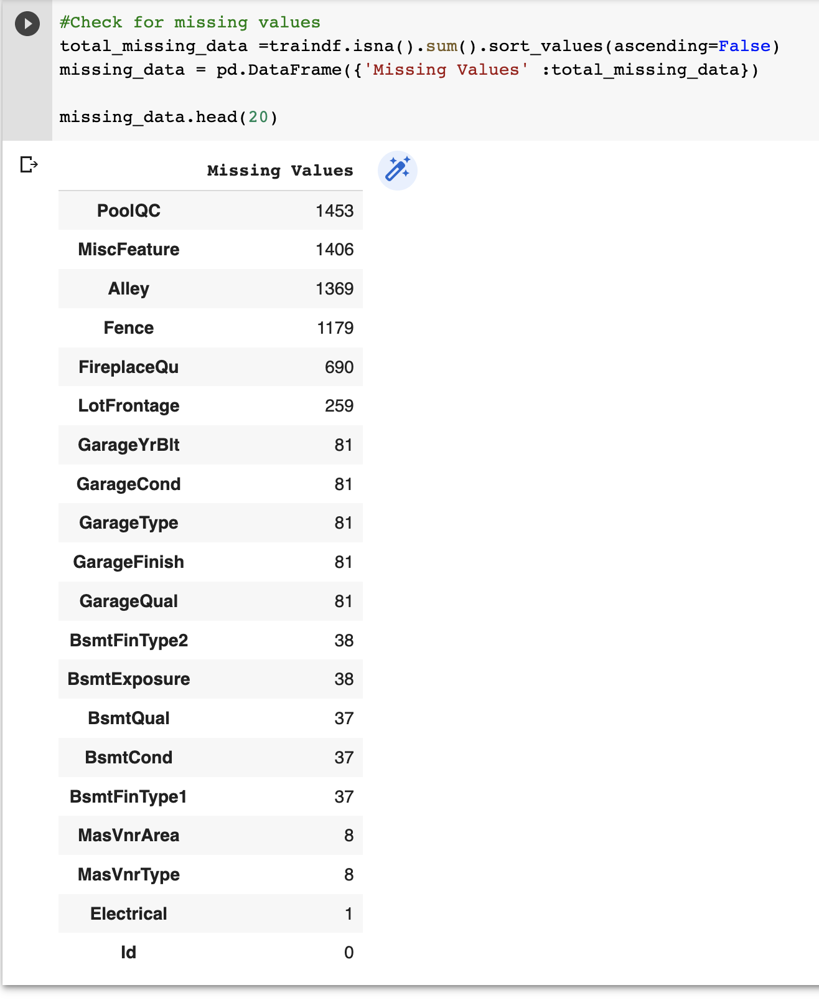 #Check for missing values
total_missing_data =traindf.isna().sum().sort_values(ascending=False)
missing_data = pd.DataFrame({'Missing Values' :total_missing_data})
missing_data.head(20)
Missing Values
PoolQC 1453
MiscFeature 1406
Alley 1369
Fence 1179
FireplaceQu 690
LotFrontage 259
GarageYrBlt 81
GarageCond 81
GarageType 81
GarageFinish 81
GarageQual 81
BsmtFinType2 38
BsmtExposure 38
BsmtQual 37
BsmtCond 37
BsmtFinType1 37
MasVnrArea 8
MasVnrType 8
Electrical 1
Id 0